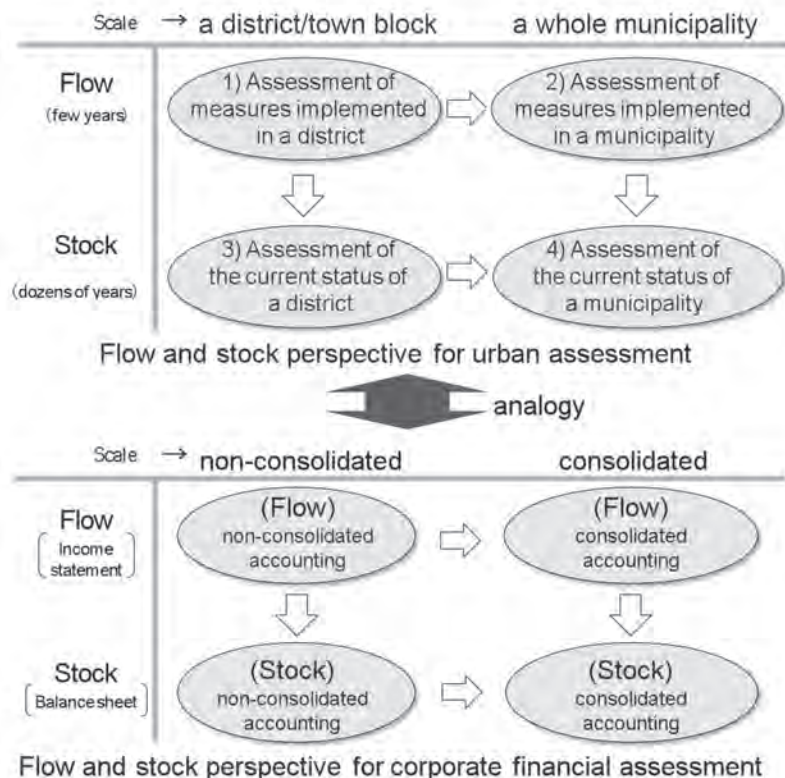 Scale → a district/town block a whole municipality
Flow
(few years)
1) Assessment of
measures implemented
in a district
2) Assessment of
measures implemented
in a municipality
Stock
(dozens of years)
3) Assessment of
the current status of
a district
4) Assessment of
the current status of
a municipality
Flow and stock perspective for urban assessment
analogy
Scale → non-consolidated consolidated
Flow
[Income
statement]
(Flow)
non-consolidated
accounting
(Flow)
consolidated
accounting
Stock
[Balance sheet]
(Stock)
non-consolidated
accounting
(Stock)
consolidated
accounting
Flow and stock perspective for corporate financial assessment